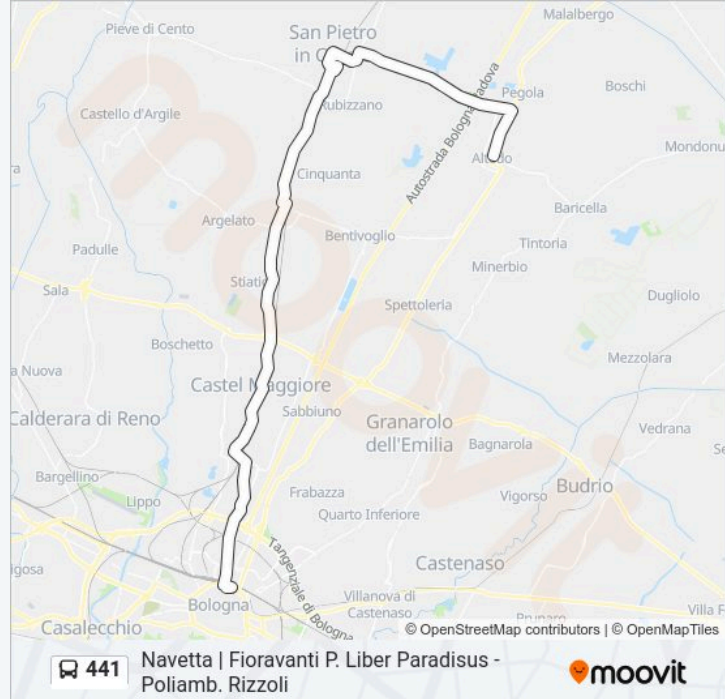 Malalbergo
Pieve di Cento
San Pietro
in C
Pegola
Boschi
Rubizzano
Castello d'Argile
Autostrada Bologna Padova
Altedo
Mondonu
Cinquanta
Baricella
Argelato
Bentivoglio
Tintoria
Padulle
Minerbio
Stiatic
Sala
Spettoleria
Dugliolo
Boschetto
Mezzolara
a Nuova
Castel Maggiore
Sabbiuno
Calderara di Reno
Granarolo
dell'Emilia
Vedrana
Bagnarola
Bargellino
Budrio
Frabazza
Vigorso
Lippo
Quarto Inferiore
Tangenziale di Bologna
Castenaso
igosa
Villanova di
Castenaso
Bologna
Villa F
Prunaro
Casalecchio
© OpenStreetMap contributors | © OpenMapTiles
moovit
441
Navetta | Fioravanti P. Liber Paradisus -
Poliamb. Rizzoli
moovit